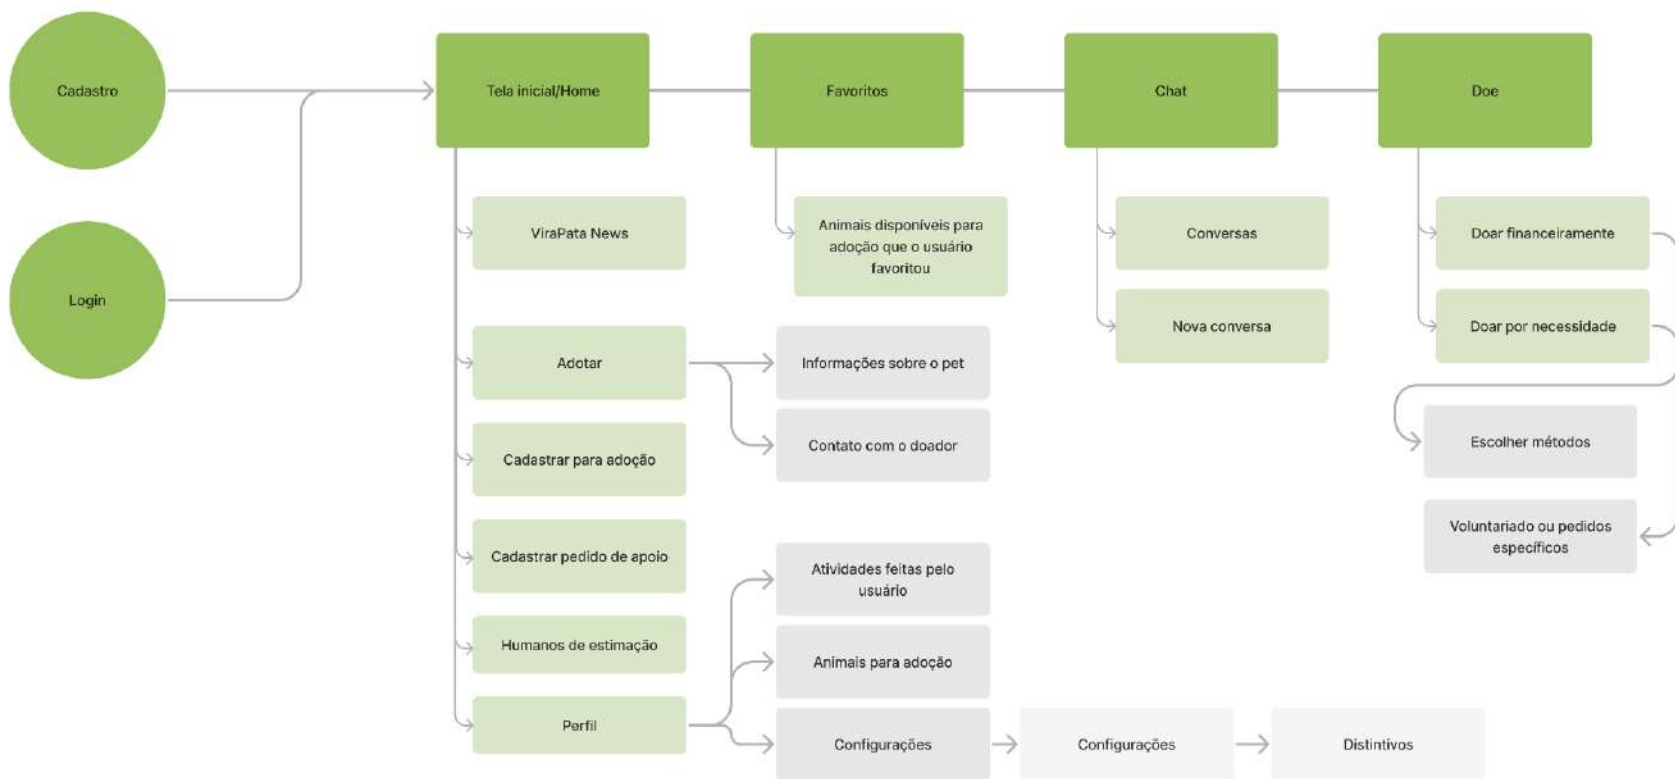 Cadastro
Tela inicial/Home
Favoritos
Chat
Doe
Login
ViraPata News
Animais disponíveis para
adoção que o usuário
favoritou
Conversas
Doar financeiramente
Nova conversa
Doar por necessidade
Adotar
Informações sobre o pet
Contato com o doador
Escolher métodos
Cadastrar para adoção
Voluntariado ou pedidos
específicos
Cadastrar pedido de apoio
Atividades feitas pelo
usuário
Humanos de estimação
Animais para adoção
Perfil
Configurações
Configurações
Distintivos